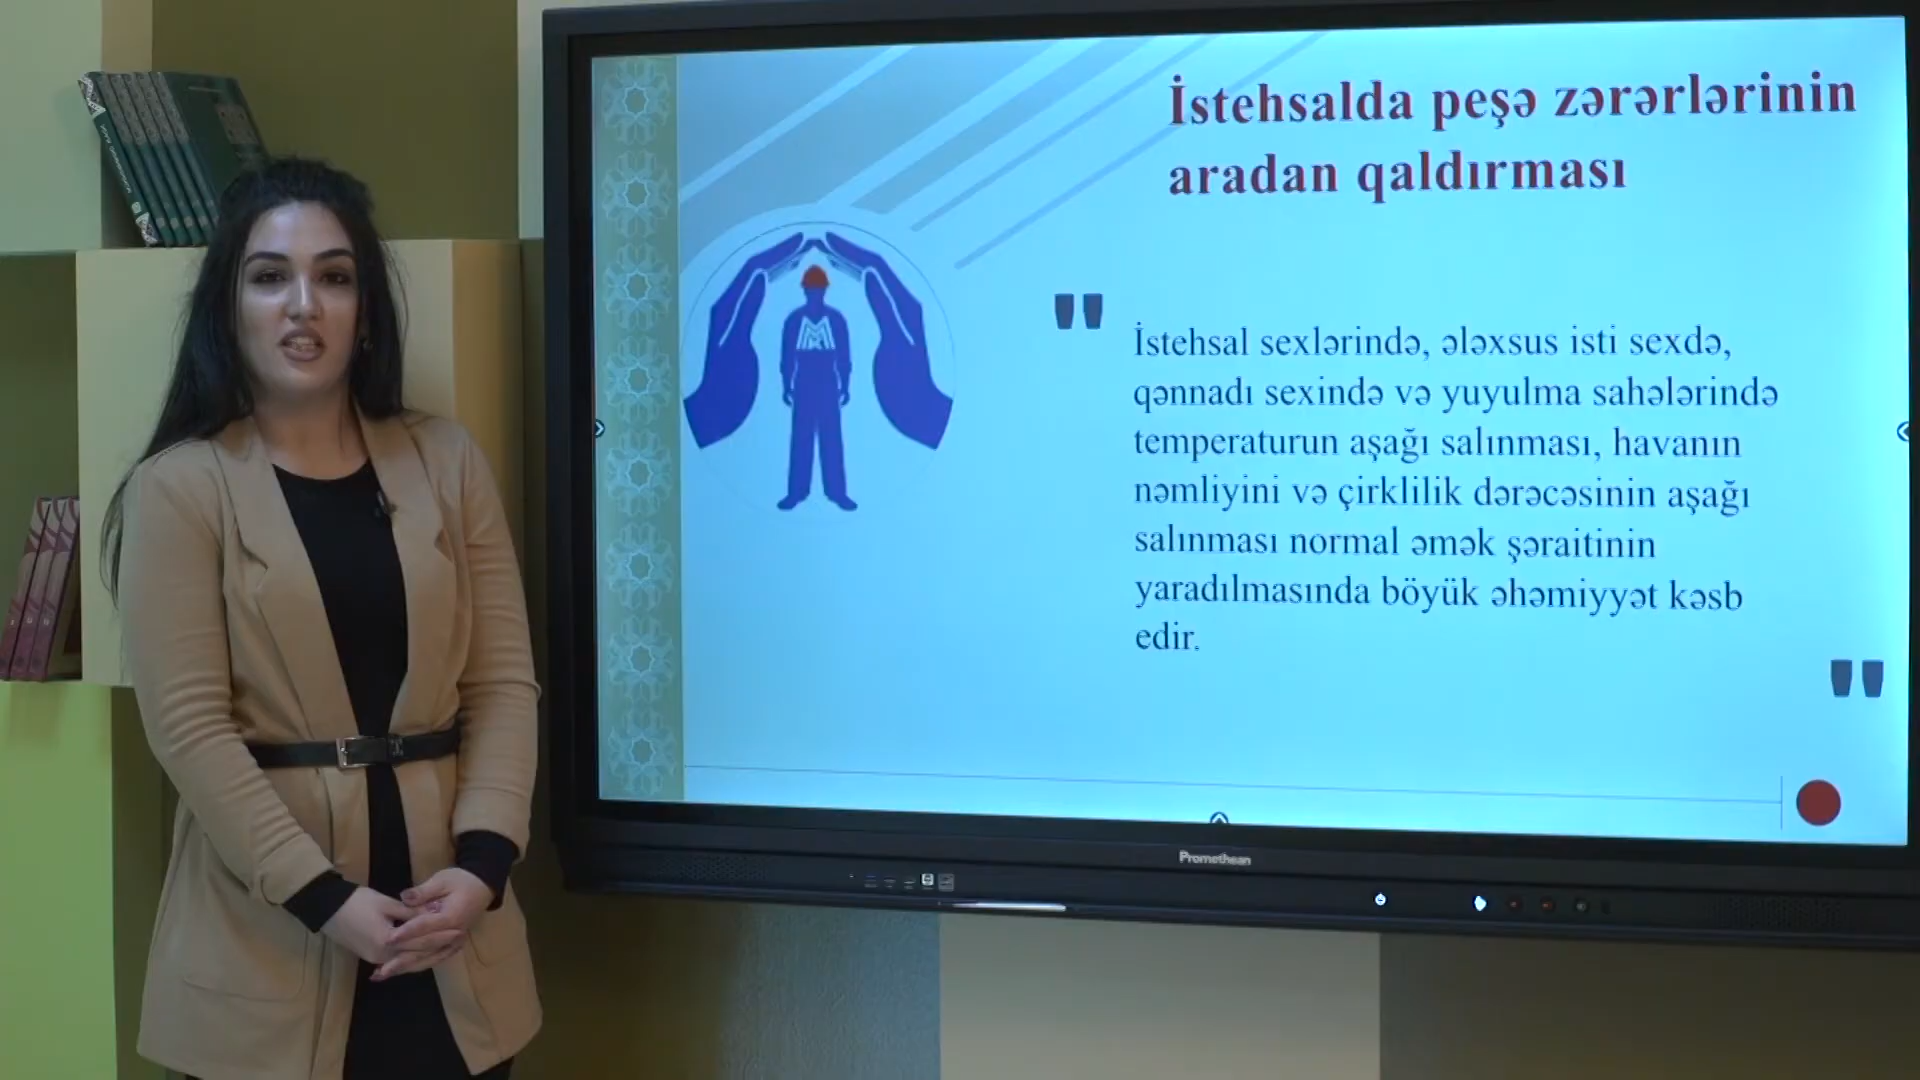 İstehsalda peşə zərərlərinin
aradan qaldırması
"
İstehsal sexlərində, ələxsus isti sexdə,
qənnadı sexində və yuyulma sahələrində
temperaturun aşağı salınması, havanın
nəmliyini və çirklilik dərəcəsinin aşağı
salınması normal əmək şəraitinin
yaradılmasında böyük əhəmiyyət kəsb
edir.
"
Promethean